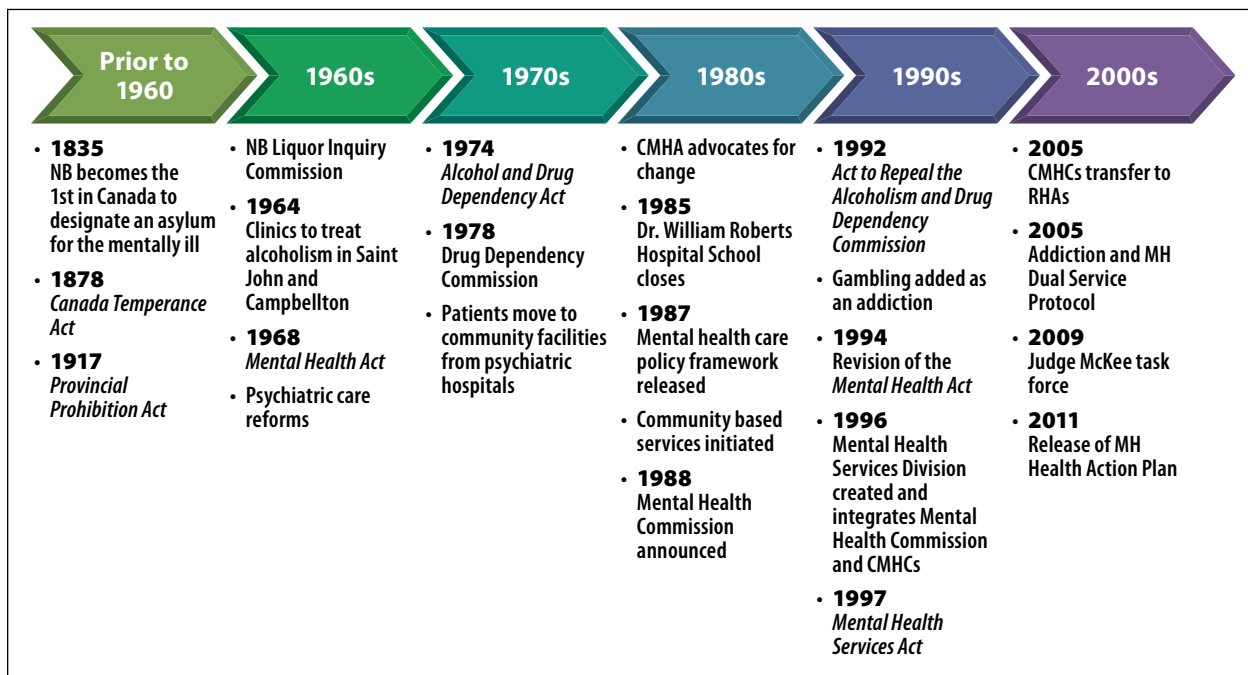 Prior to
1960
1960s
1970s
1980s
1990s
2000s
• 1835
NB becomes the
1st in Canada to
designate an asylum
for the mentally ill
• 1878
Canada Temperance
Act
• 1917
Provincial
Prohibition Act
• NB Liquor Inquiry
Commission
• 1964
Clinics to treat
alcoholism in Saint
John and
Campbellton
• 1968
Mental Health Act
• Psychiatric care
reforms
• 1974
Alcohol and Drug
Dependency Act
• 1978
Drug Dependency
Commission
• Patients move to
community facilities
from psychiatric
hospitals
• CMHA advocates for
change
• 1985
Dr. William Roberts
Hospital School
closes
• 1987
Mental health care
policy framework
released
• Community based
services initiated
• 1988
Mental Health
Commission
announced
• 1992
Act to Repeal the
Alcoholism and Drug
Dependency
Commission
• Gambling added as
an addiction
• 1994
Revision of the
Mental Health Act
• 1996
Mental Health
Services Division
created and
integrates Mental
Health Commission
and CMHCs
• 1997
Mental Health
Services Act
• 2005
CMHCs transfer to
RHAs
• 2005
Addiction and MH
Dual Service
Protocol
• 2009
Judge McKee task
force
• 2011
Release of MH
Health Action Plan